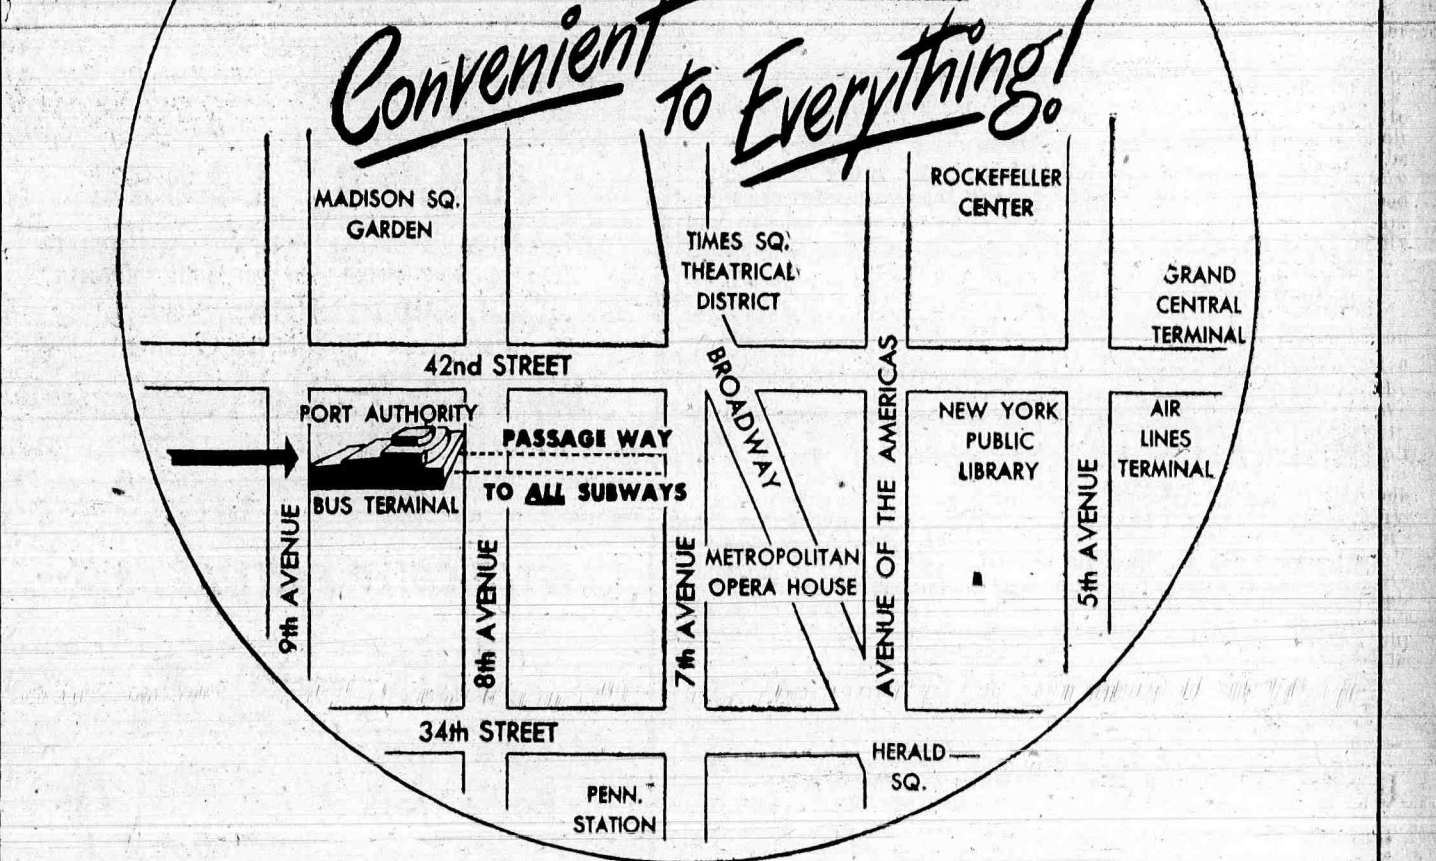 Convenient
to Everything!
MADISON SQ.
GARDEN
ROCKEFELLER
CENTER
TIMES SQ.
THEATRICAL
DISTRICT
GRAND
CENTRAL
TERMINAL
42nd STREET
BROADWAY
AVENUE OF THE AMERICAS
PORT AUTHORITY
BUS TERMINAL
PASSAGE WAY
TO ALL SUBWAYS
NEW YORK
PUBLIC
LIBRARY
AIR
LINES
TERMINAL
9th AVENUE
8th AVENUE
7th AVENUE
METROPOLITAN
OPERA HOUSE
5th AVENUE
34th STREET
HERALD
SQ.
PENN.
STATION